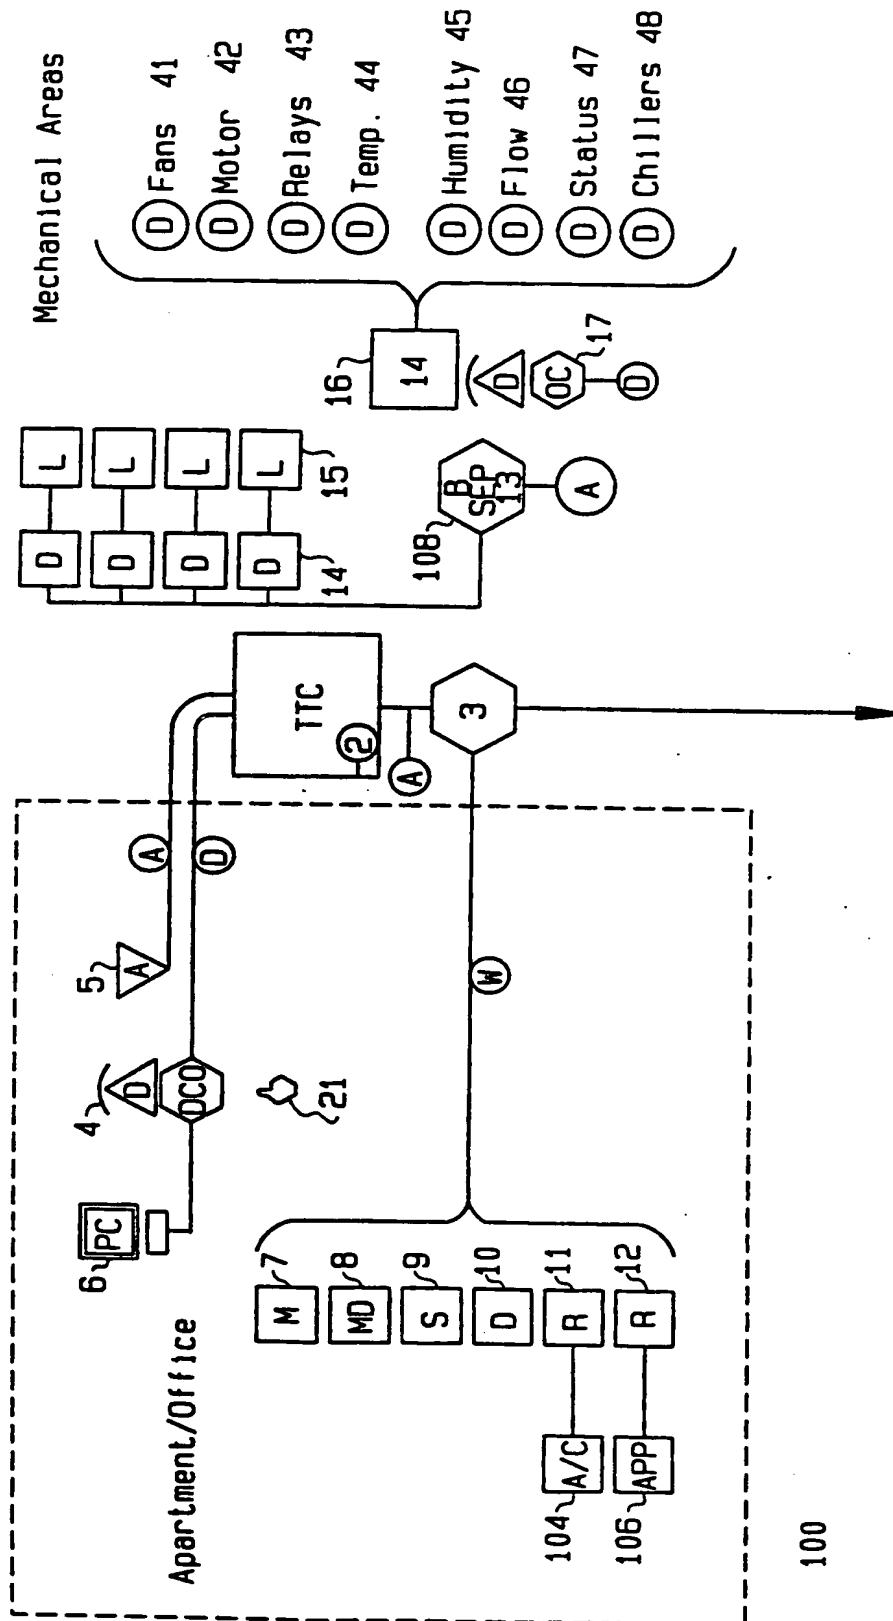 Mechanical Areas
D Fans 41
D Motor 42
D Relays 43
D Temp. 44
D Humidity 45
D Flow 46
D Status 47
D Chillers 48
16
14
D
OC
17
D
L
L
L
L
15
D
D
D
D
14
108
B
SEP
13
A
TTC
2
A
3
A
D
W
5
A
4
D
DCO
21
6
PC
Apartment/Office
M
7
MD
8
S
9
D
10
R
11
R
12
104
A/C
106
APP
100